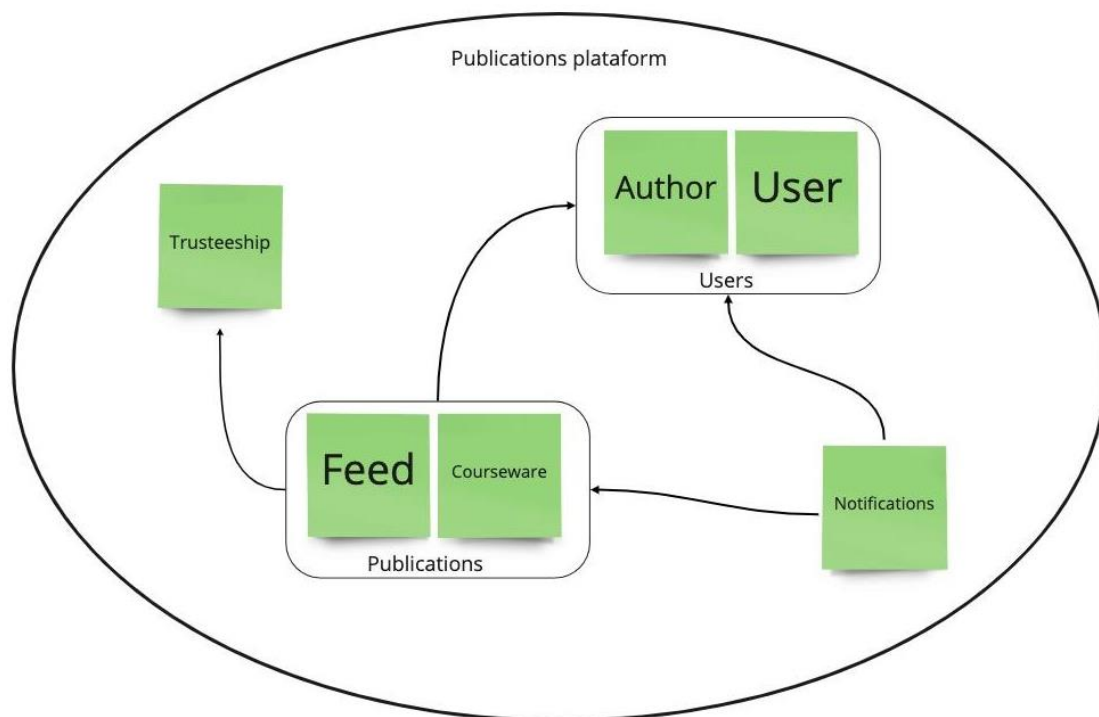 Publications plataform
Author
User
Users
Trusteeship
Feed
Courseware
Publications
Notifications